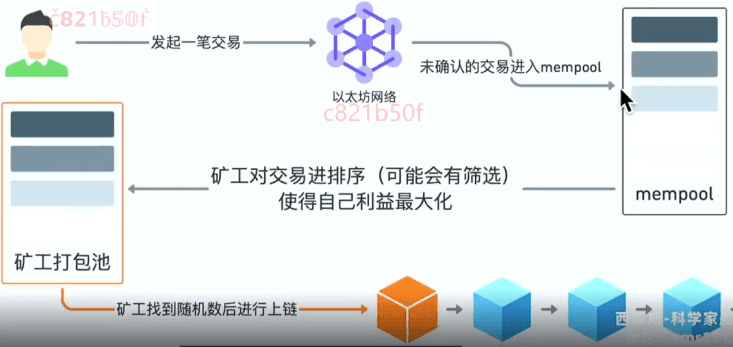 c821b50f
发起一笔交易
未确认的交易进入mempool
以太坊网络
c821b50f
矿工对交易进排序（可能会有筛选）
使得自己利益最大化
mempool
矿工打包池
矿工找到随机数后进行上链
-科学家